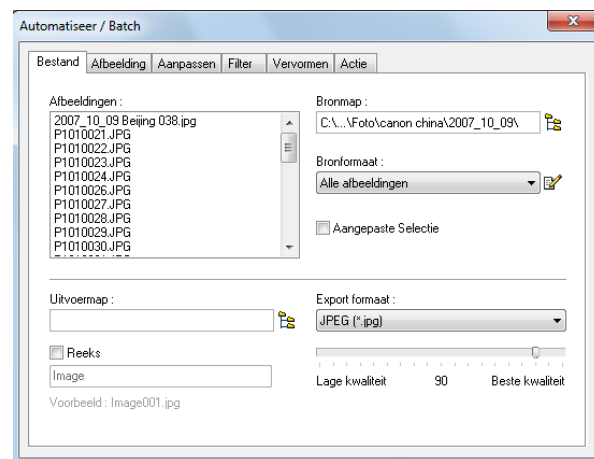 Automatiseer / Batch
Bestand Afbeelding Aanpassen Filter Vervormen Actie
Afbeeldingen :
2007_10_09 Beijing 038.jpg
P1010021.JPG
P1010022.JPG
P1010023.JPG
P1010024.JPG
P1010026.JPG
P1010027.JPG
P1010028.JPG
P1010029.JPG
P1010030.JPG
Bronmap :
C:\...\Foto\canon china\2007_10_09\
Bronformaat :
Alle afbeeldingen
Aangepaste Selectie
Uitvoermap :
Reeks
Image
Voorbeeld : Image001.jpg
Export formaat :
JPEG (*.jpg)
Lage kwaliteit 90 Beste kwaliteit